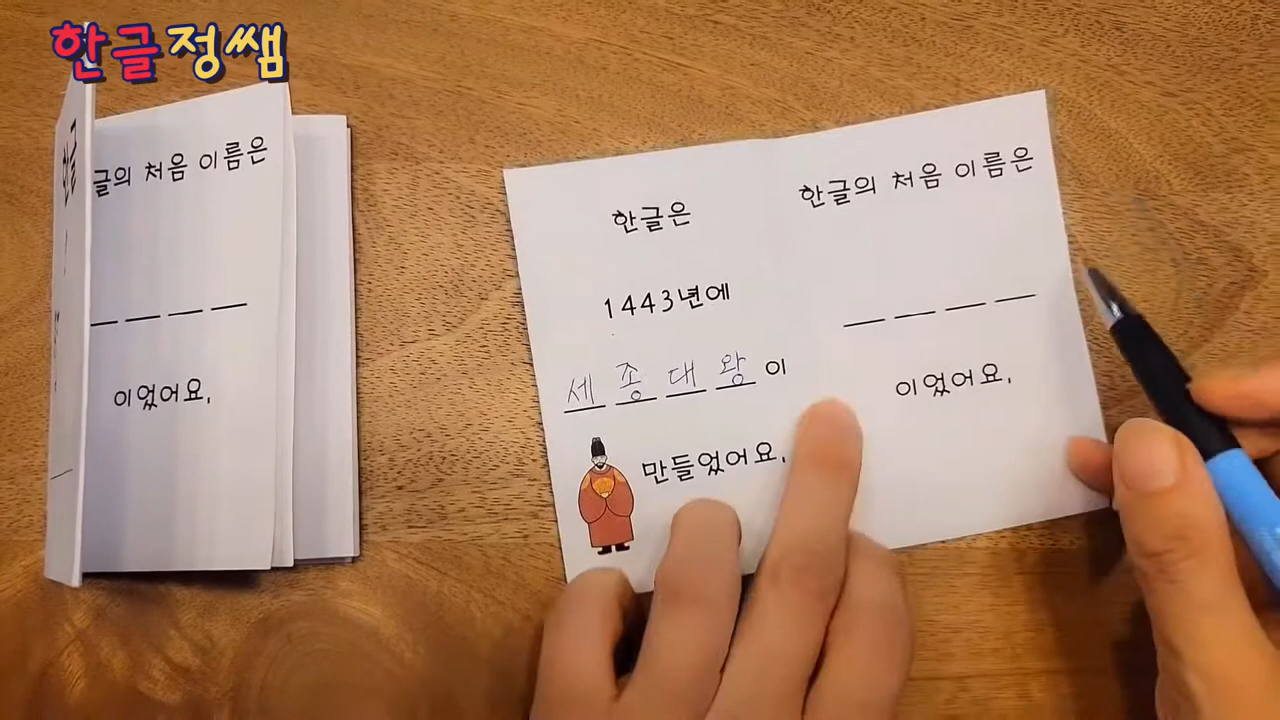 한글정쌤
한글
글의 처음 이름은
이었어요.
한글은
1443년에
세종대왕이
만들었어요.
한글의 처음 이름은
이었어요.